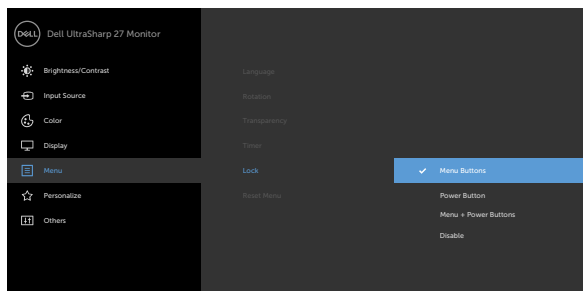 DELL Dell UltraSharp 27 Monitor
Brightness/Contrast
Input Source
Color
Display
Menu
Personalize
Others
Language
Rotation
Transparency
Timer
Lock
Reset Menu
Menu Buttons
Power Button
Menu + Power Buttons
Disable